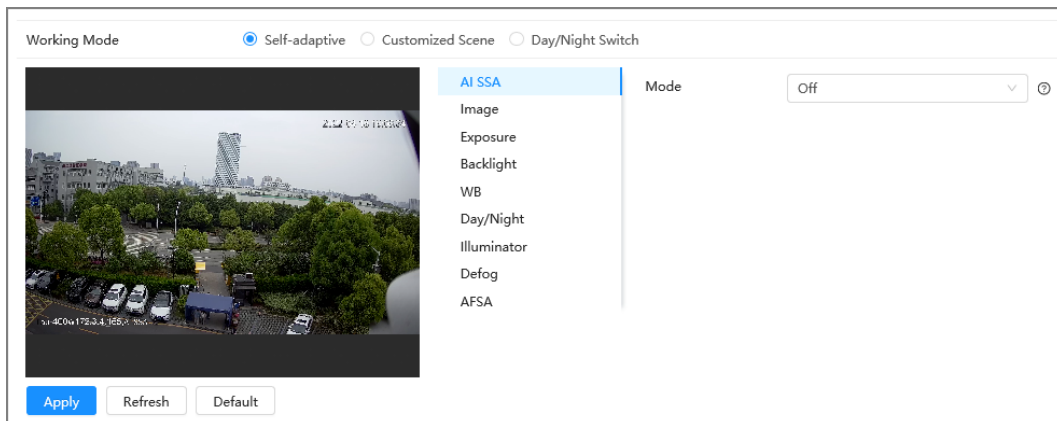 Working Mode Self-adaptive Customized Scene Day/Night Switch
AI SSA
Image
Exposure
Backlight
WB
Day/Night
Illuminator
Defog
AFSA
Mode Off
Apply Refresh Default